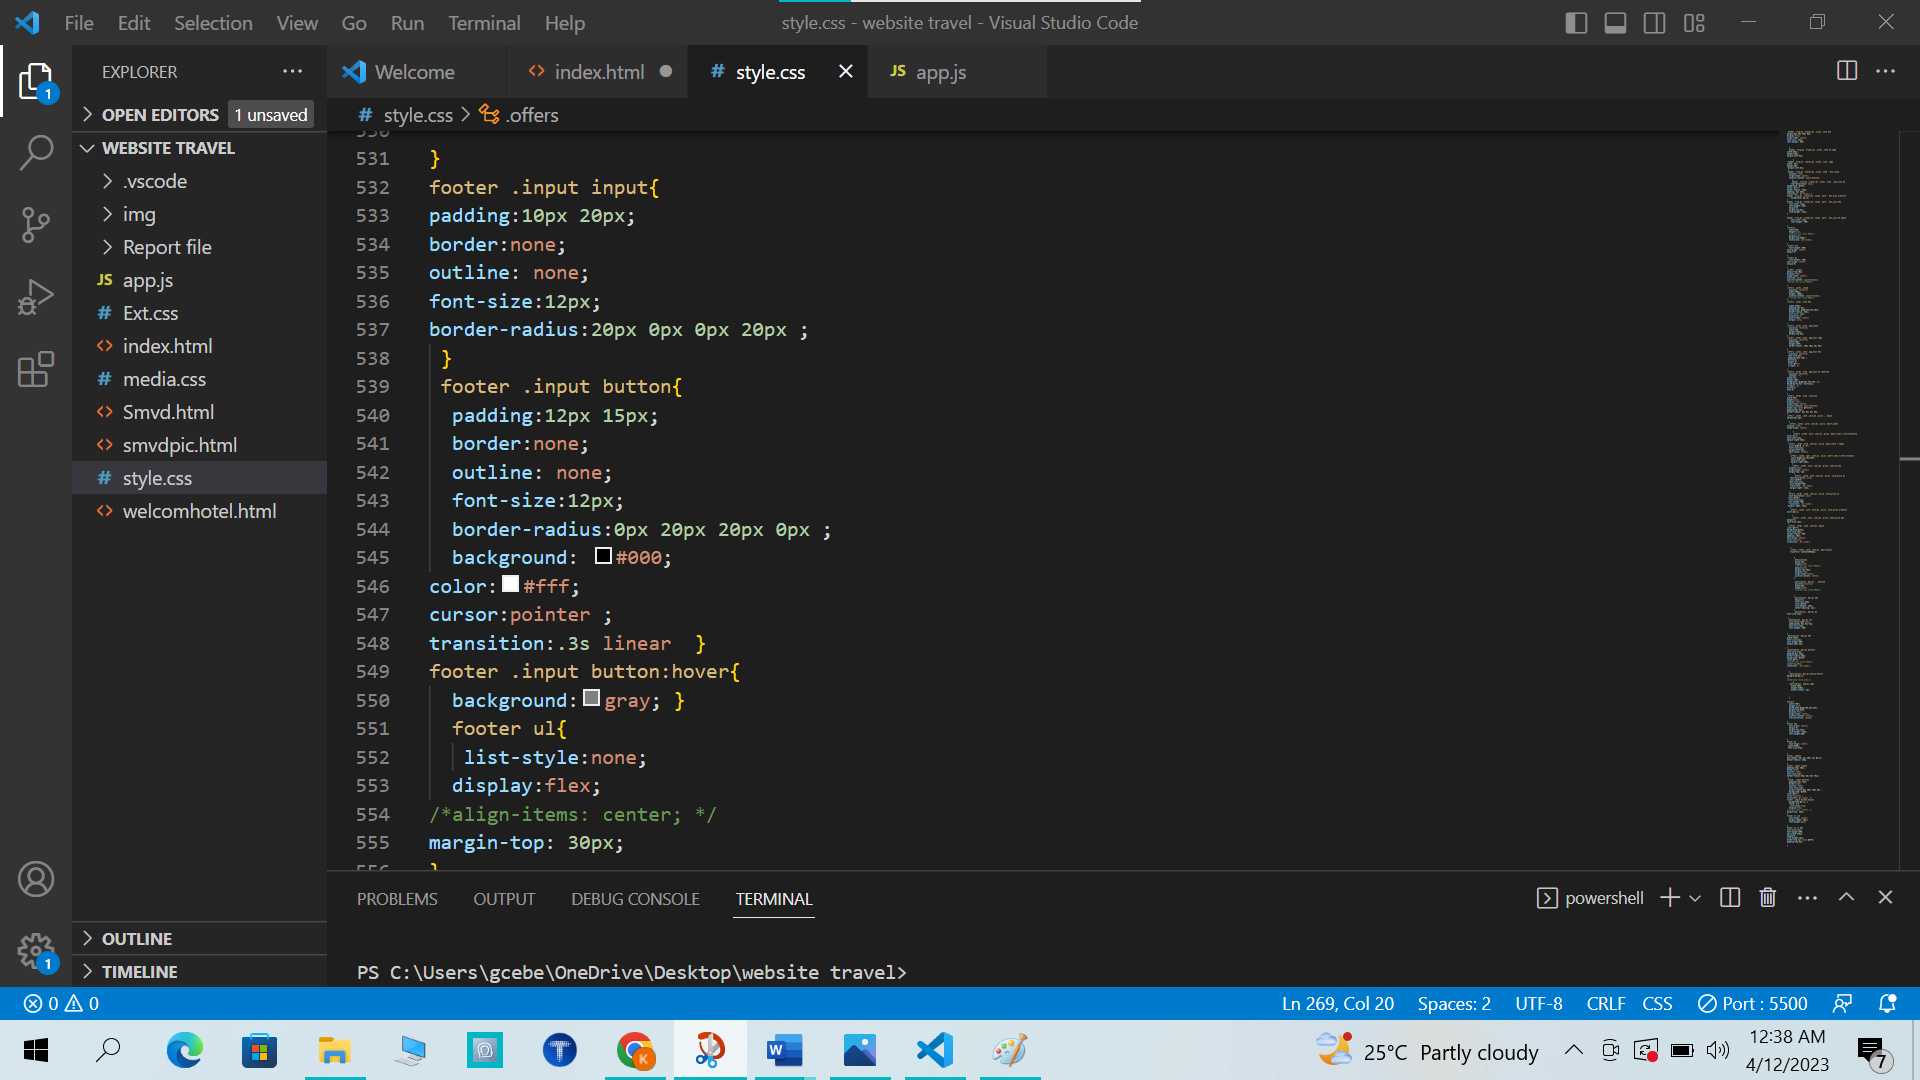 File Edit Selection View Go Run Terminal Help
style.css - website travel - Visual Studio Code
EXPLORER
OPEN EDITORS 1 unsaved
WEBSITE TRAVEL
.vscode
img
Report file
JS app.js
# Ext.css
<> index.html
# media.css
<> Smvd.html
<> smvdpic.html
# style.css
<> welcomhotel.html
OUTLINE
TIMELINE
Welcome
<> index.html
# style.css
JS app.js
# style.css > .offers
531 }
532 footer .input input{
533 padding:10px 20px;
534 border:none;
535 outline: none;
536 font-size:12px;
537 border-radius:20px 0px 0px 20px ;
538 }
539 footer .input button{
540 padding:12px 15px;
541 border:none;
542 outline: none;
543 font-size:12px;
544 border-radius:0px 20px 20px 0px ;
545 background: #000;
546 color:#fff;
547 cursor:pointer ;
548 transition:.3s linear }
549 footer .input button:hover{
550 background:gray; }
551 footer ul{
552 list-style:none;
553 display:flex;
554 /*align-items: center; */
555 margin-top: 30px;
PROBLEMS OUTPUT DEBUG CONSOLE TERMINAL
powershell
PS C:\Users\gcebe\OneDrive\Desktop\website travel>
0 0
Ln 269, Col 20 Spaces: 2 UTF-8 CRLF CSS Port : 5500
25°C Partly cloudy
12:38 AM
4/12/2023
7